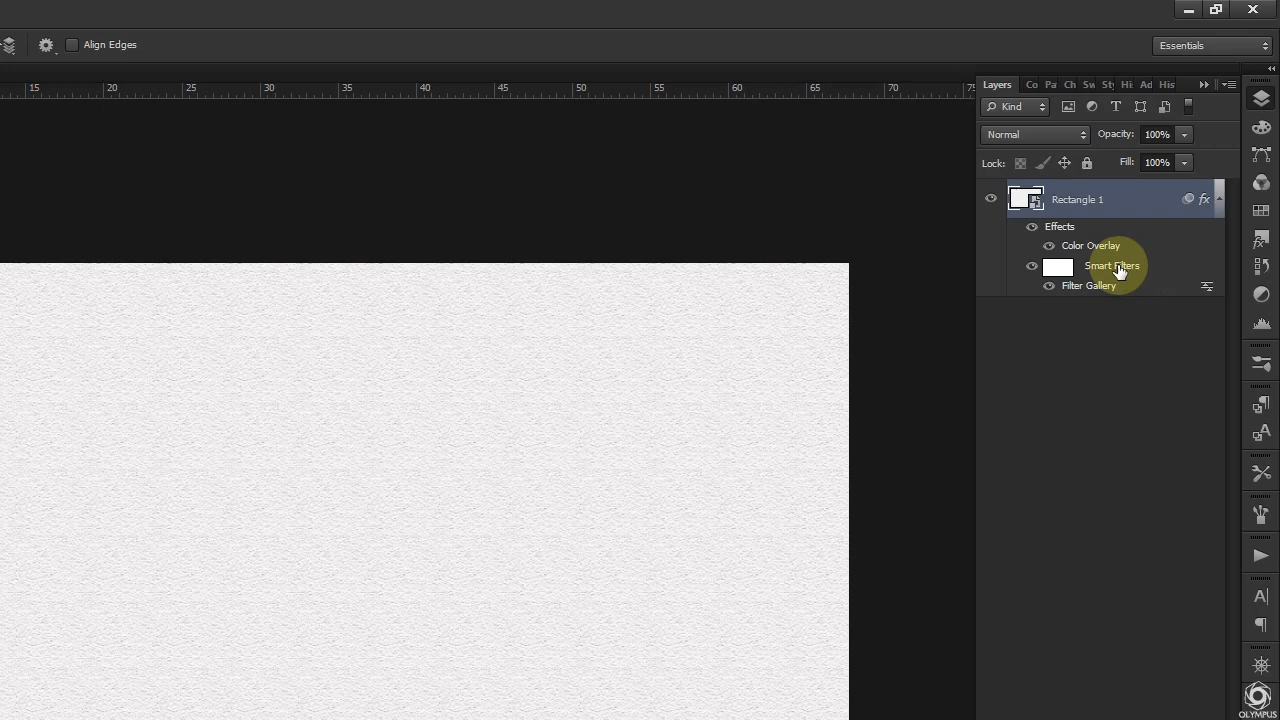 Align Edges
Essentials
15 20 25 30 35 40 45 50 55 60 65 70 75
Layers Co Pa Ch Sw Sty Hi Ad His
Kind T
Normal Opacity: 100%
Lock: Fill: 100%
Rectangle 1 fx
Effects
Color Overlay
Smart Filters
Filter Gallery
OLYMPUS